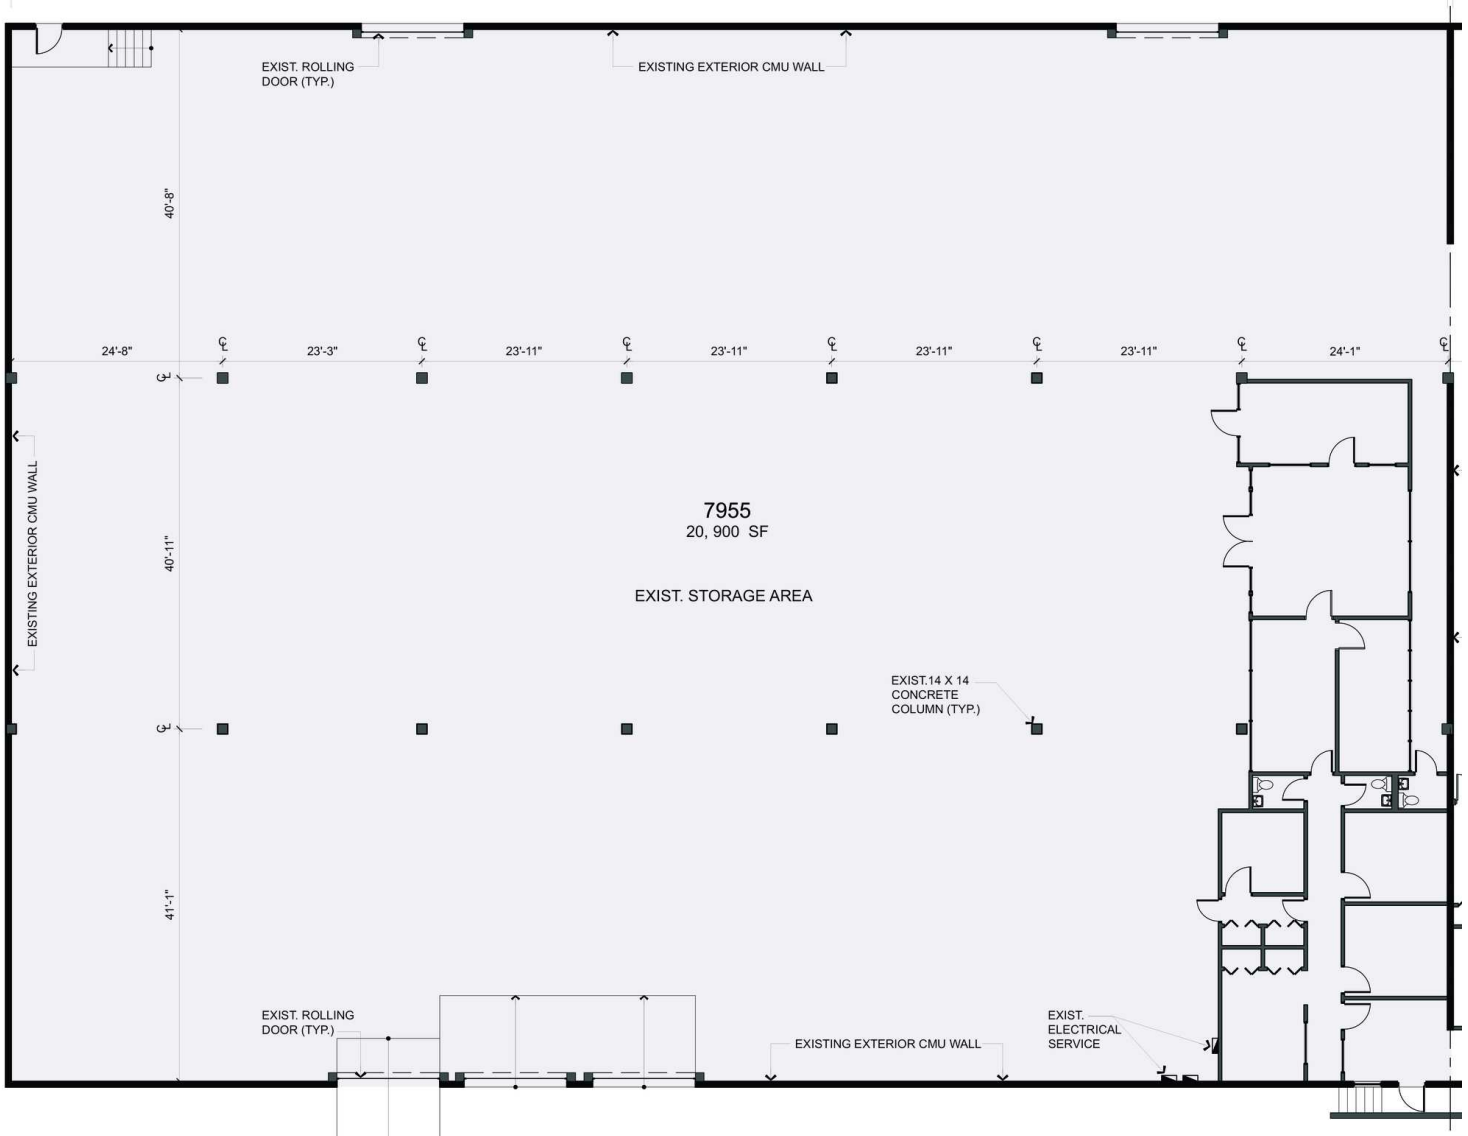 EXIST. ROLLING
DOOR (TYP.)
EXISTING EXTERIOR CMU WALL
40'-8"
24'-8"
℄
23'-3"
℄
23'-11"
℄
23'-11"
℄
23'-11"
℄
23'-11"
℄
24'-1"
℄
℄
EXISTING EXTERIOR CMU WALL
40'-11"
7955
20, 900 SF
EXIST. STORAGE AREA
EXIST.14 X 14
CONCRETE
COLUMN (TYP.)
℄
41'-1"
EXIST. ROLLING
DOOR (TYP.)
EXISTING EXTERIOR CMU WALL
EXIST.
ELECTRICAL
SERVICE